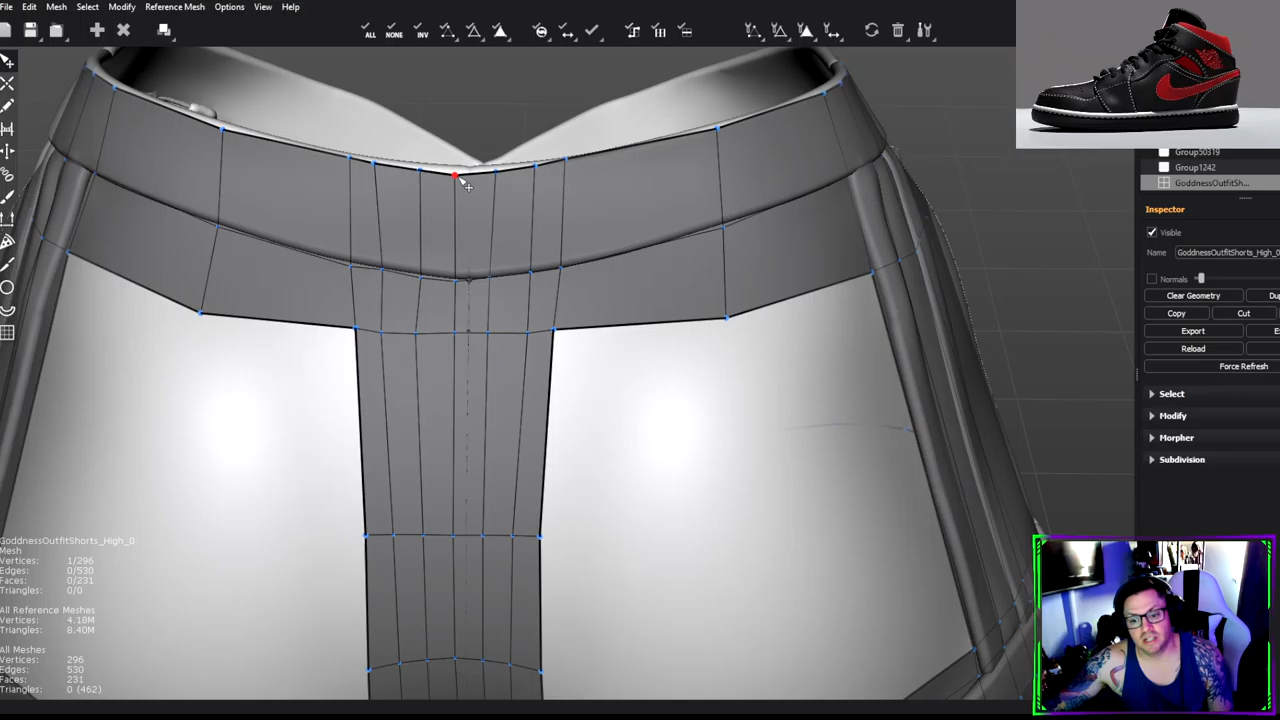 File Edit Mesh Select Modify Reference Mesh Options View Help
ALL NONE INV
Group50319
Group1242
GoddnessOutfitSh...
Inspector
Visible
Name GoddnessOutfitShorts_High_0
Normals
Clear Geometry
Copy Cut
Export
Reload
Force Refresh
Select
Modify
Morpher
Subdivision
GoddnessOutfitShorts_High_0
Mesh
Vertices: 1/296
Edges: 0/530
Faces: 0/231
Triangles: 0/0
All Reference Meshes
Vertices: 4.18M
Triangles: 8.40M
All Meshes
Vertices: 296
Edges: 530
Faces: 231
Triangles: 0 (462)